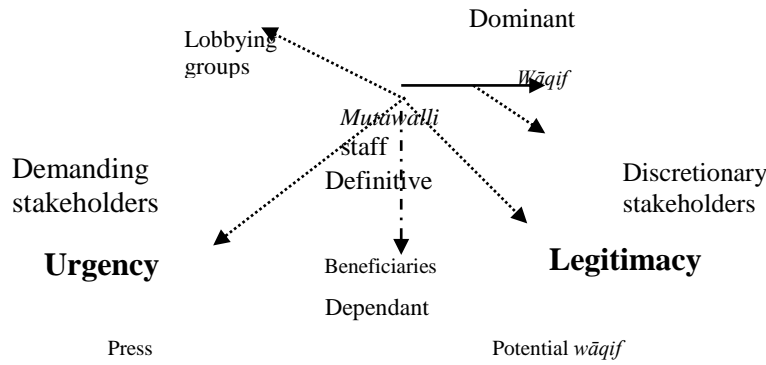 Dominant
Lobbying
groups
Wāqif
Mutawalli
staff
Definitive
Demanding
stakeholders
Discretionary
stakeholders
Urgency
Beneficiaries
Legitimacy
Dependant
Press
Potential wāqif